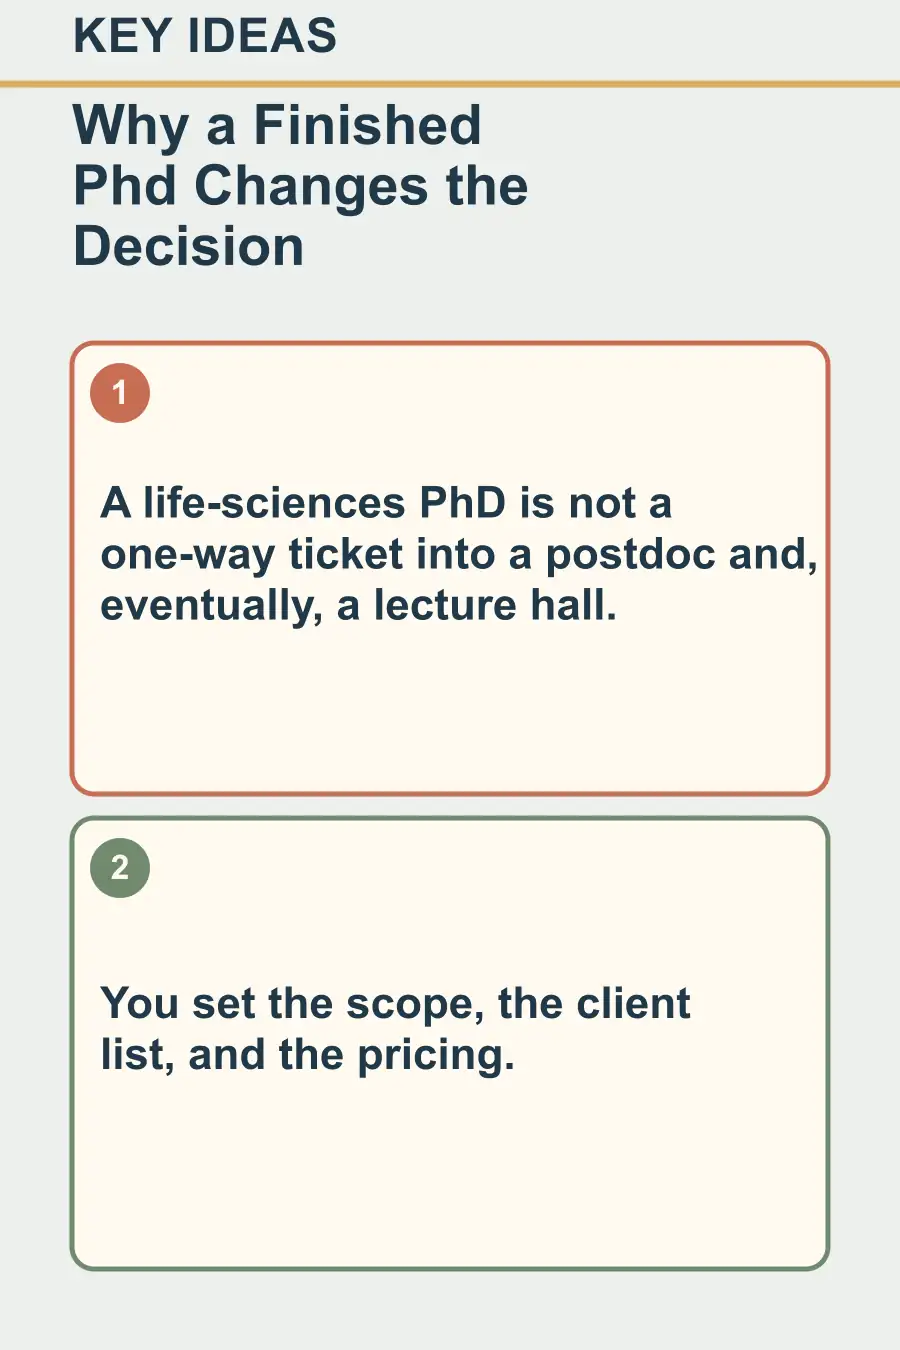 KEY IDEAS
Why a Finished
Phd Changes the
Decision
1
A life-sciences PhD is not a
one-way ticket into a postdoc and,
eventually, a lecture hall.
2
You set the scope, the client
list, and the pricing.